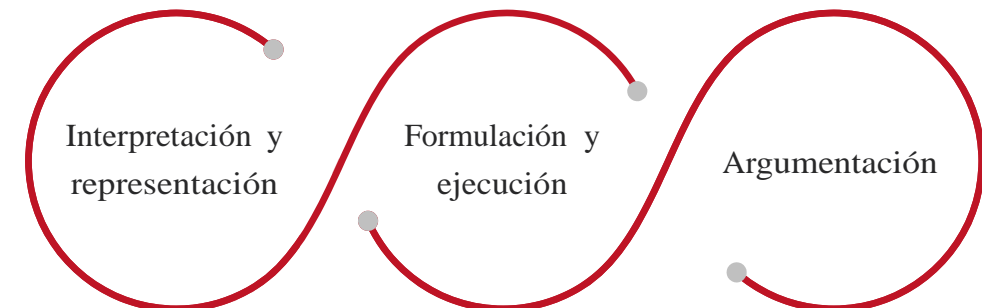 Interpretación y
representación
Formulación y
ejecución
Argumentación